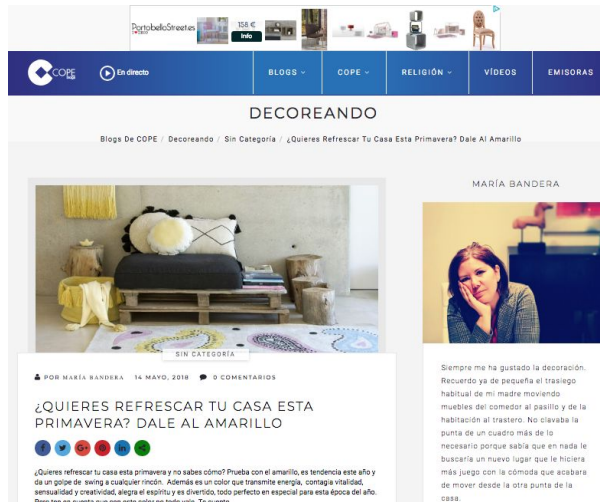 PortobelloStreet.es
158 €
Info
COPE
En directo
BLOGS
COPE
RELIGIÓN
VÍDEOS
EMISORAS
DECOREANDO
Blogs De COPE / Decoreando / Sin Categoría / ¿Quieres Refrescar Tu Casa Esta Primavera? Dale Al Amarillo
MARÍA BANDERA
SIN CATEGORÍA
POR MARÍA BANDERA 14 MAYO, 2018 0 COMENTARIOS
¿QUIERES REFRESCAR TU CASA ESTA
PRIMAVERA? DALE AL AMARILLO
¿Quieres refrescar tu casa esta primavera y no sabes cómo? Prueba con el amarillo, es tendencia este año y
da un golpe de swing a cualquier rincón. Además es un color que transmite energía, contagia vitalidad,
sensualidad y creatividad, alegra el espíritu y es divertido, todo perfecto en especial para esta época del año.
Siempre me ha gustado la decoración.
Recuerdo ya de pequeña el trasiego
habitual de mi madre moviendo
muebles del comedor al pasillo y de la
habitación al trastero. No clavaba la
punta de un cuadro más de lo
necesario porque sabía que en nada le
buscaría un nuevo lugar que le hiciera
más juego con la cómoda que acabara
de mover desde la otra punta de la
casa.